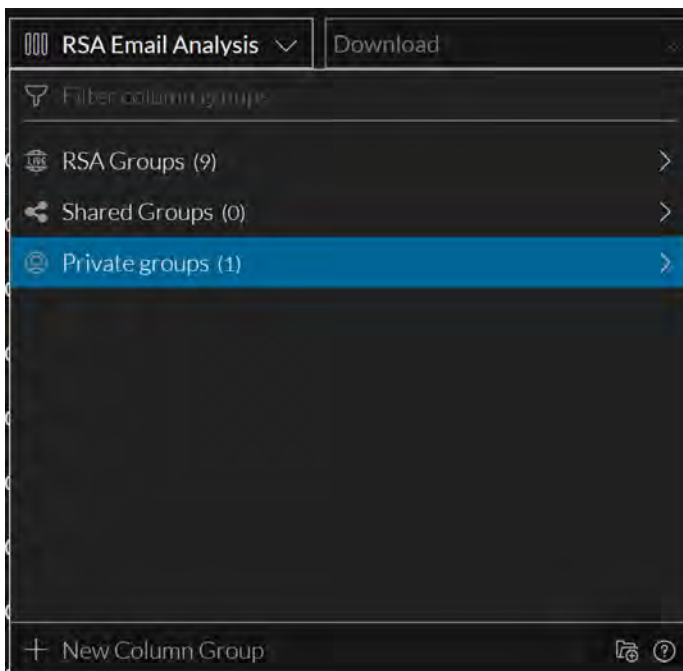 RSA Email Analysis
Download
Filter column groups
RSA Groups (9)
Shared Groups (0)
Private groups (1)
New Column Group